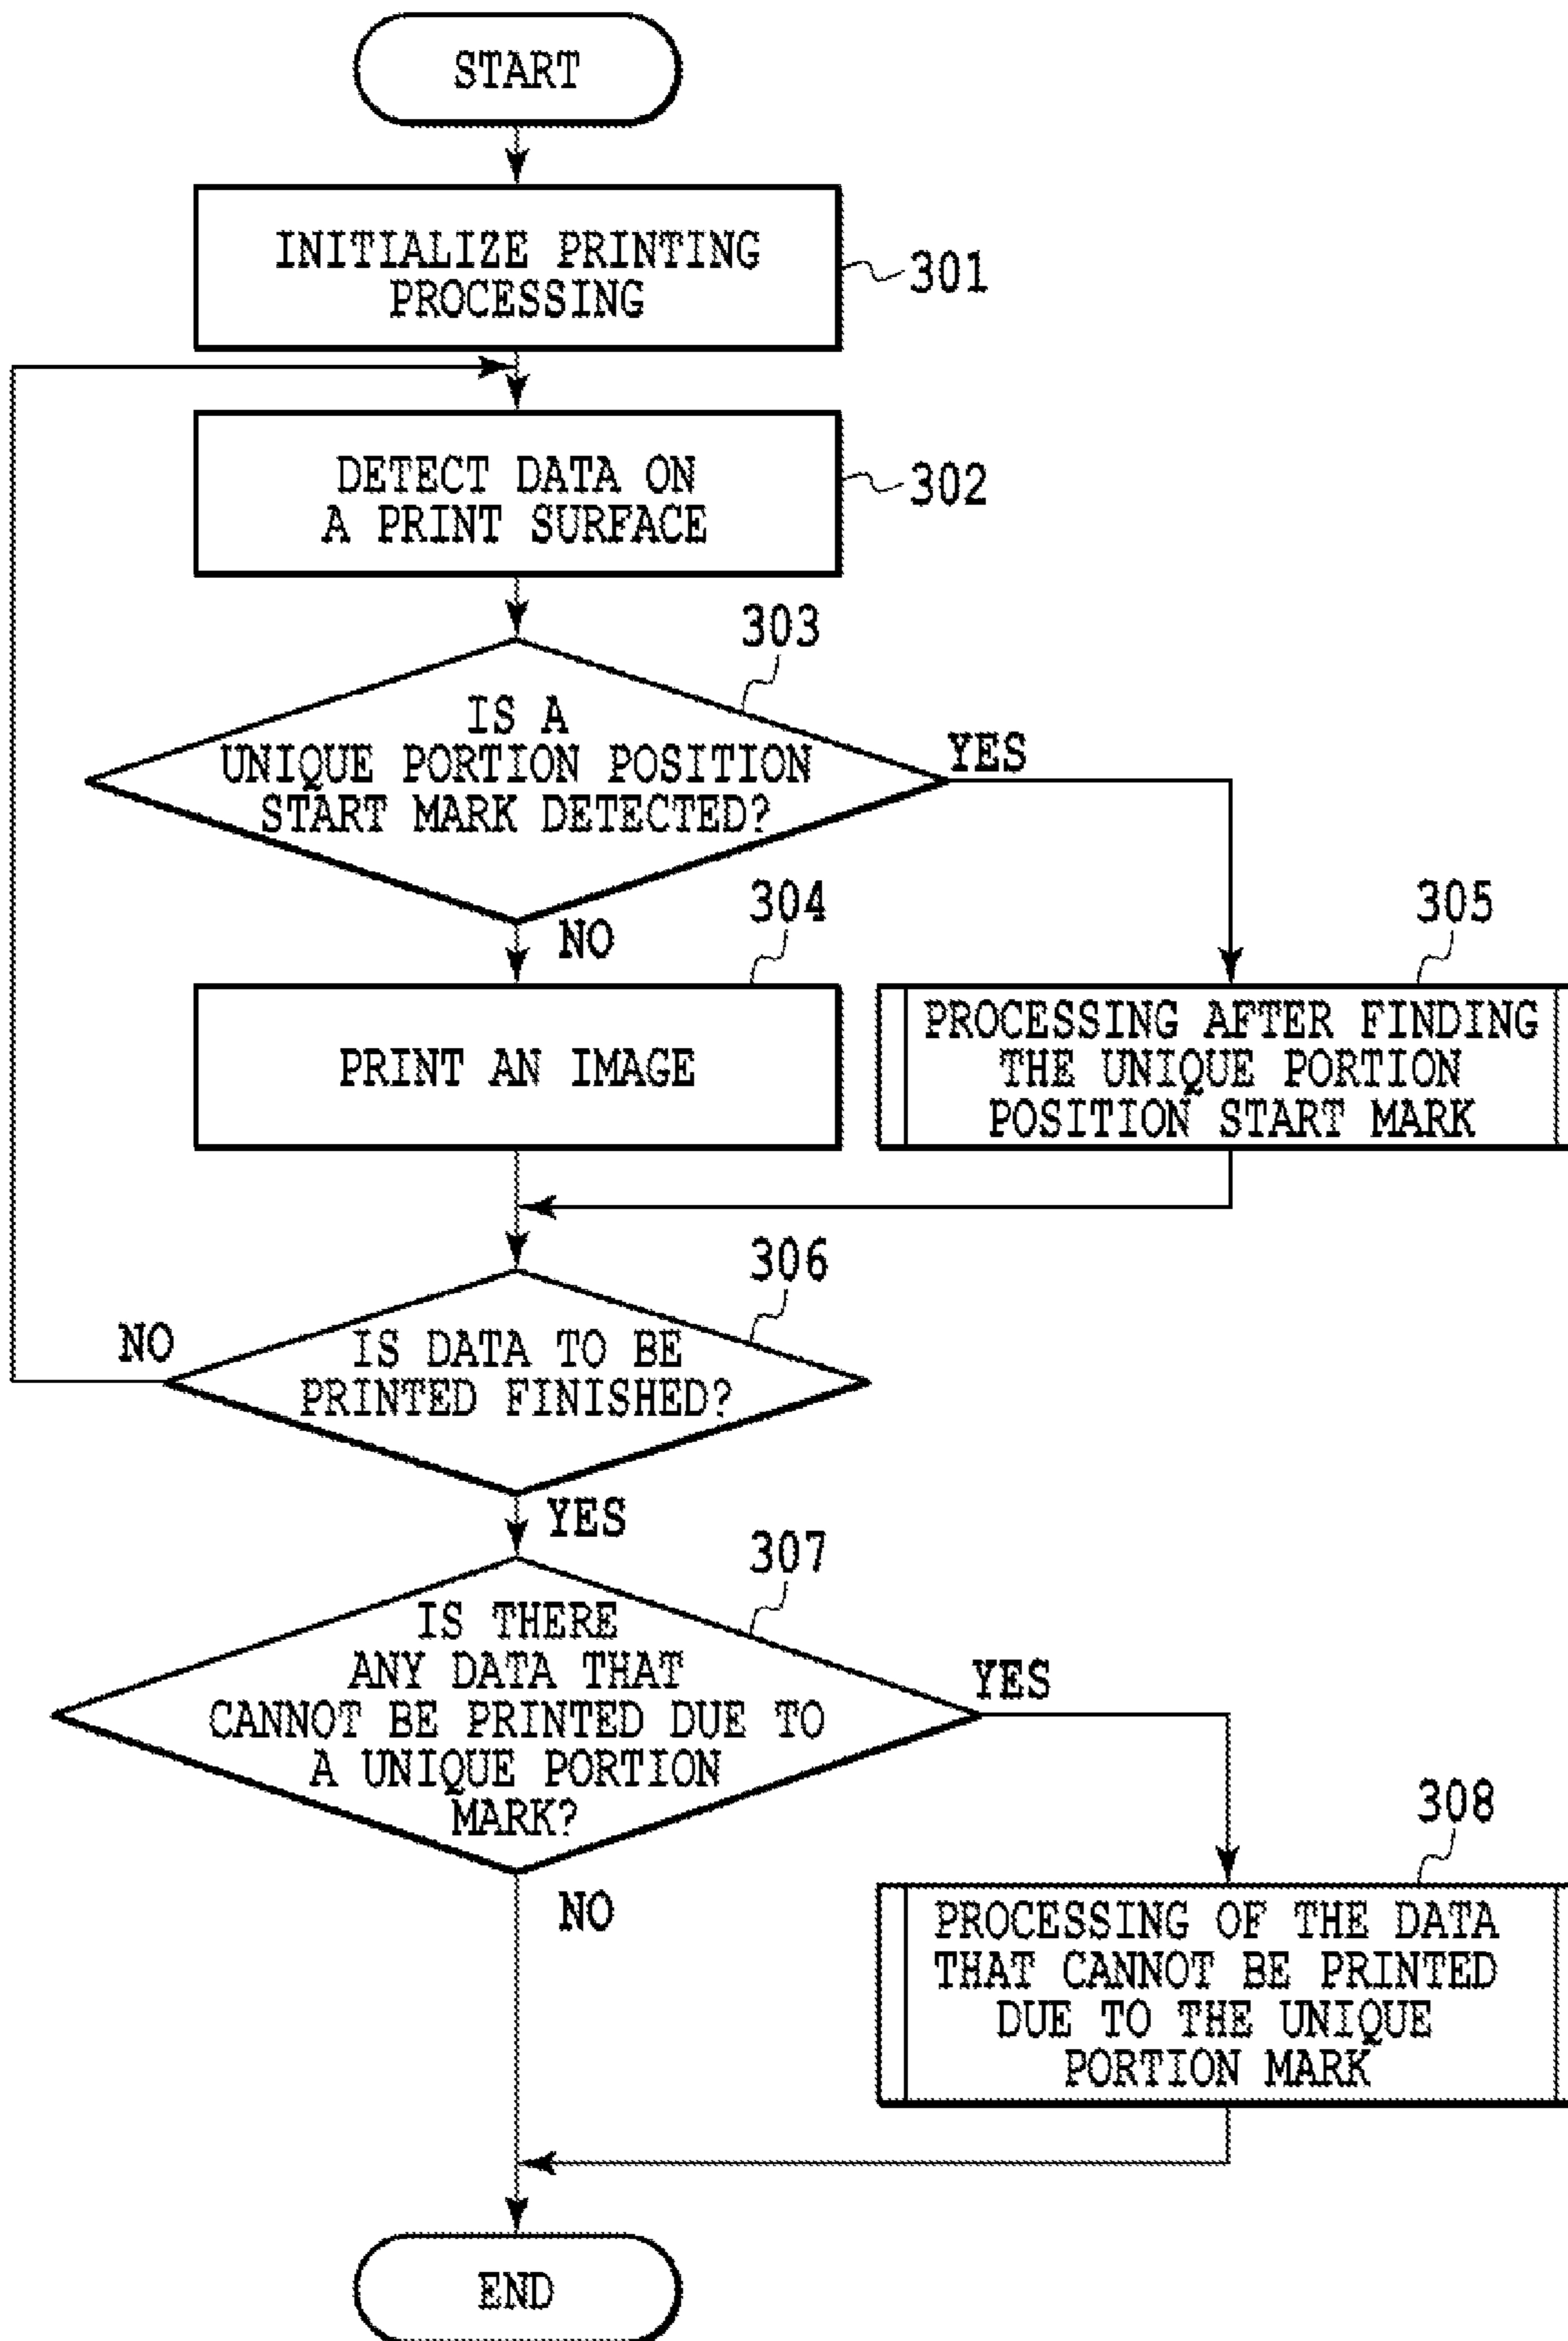 START
INITIALIZE PRINTING
PROCESSING
301
DETECT DATA ON
A PRINT SURFACE
302
303
IS A
UNIQUE PORTION POSITION
START MARK DETECTED?
YES
NO
304
305
PRINT AN IMAGE
PROCESSING AFTER FINDING
THE UNIQUE PORTION
POSITION START MARK
306
NO
IS DATA TO BE
PRINTED FINISHED?
YES
307
IS THERE
ANY DATA THAT
CANNOT BE PRINTED DUE TO
A UNIQUE PORTION
MARK?
YES
NO
308
PROCESSING OF THE DATA
THAT CANNOT BE PRINTED
DUE TO THE UNIQUE
PORTION MARK
END